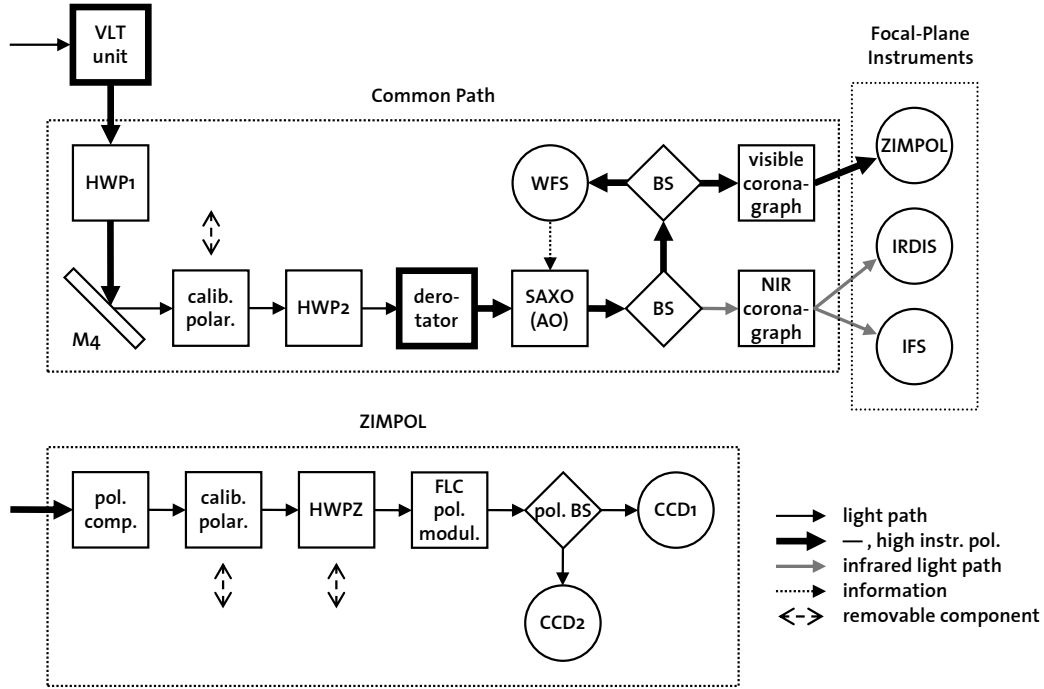 VLT
unit
Focal-Plane
Instruments
Common Path
HWP1
WFS
BS
visible
corona-
graph
ZIMPOL
M4
calib.
polar.
HWP2
dero-
tator
SAXO
(AO)
BS
NIR
corona-
graph
IRDIS
IFS
ZIMPOL
pol.
comp.
calib.
polar.
HWPZ
FLC
pol.
modul.
pol. BS
CCD1
CCD2
light path
— , high instr. pol.
infrared light path
information
removable component